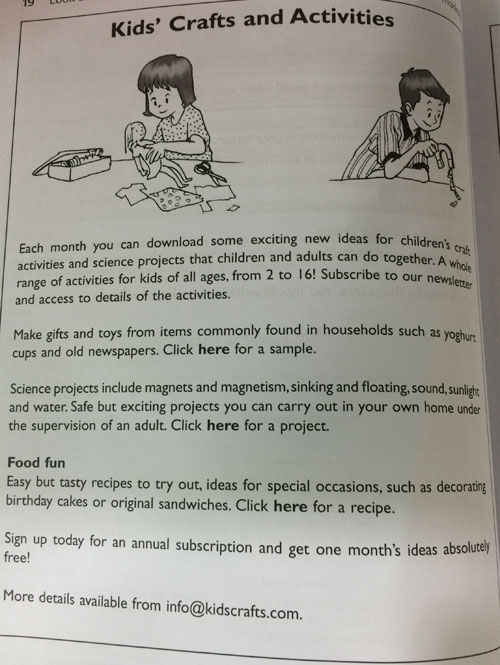 19
Kids' Crafts and Activities
Each month you can download some exciting new ideas for children's craft
activities and science projects that children and adults can do together. A whole
range of activities for kids of all ages, from 2 to 16! Subscribe to our newsletter
and access to details of the activities.
Make gifts and toys from items commonly found in households such as yoghurt
cups and old newspapers. Click here for a sample.
Science projects include magnets and magnetism, sinking and floating, sound, sunlight
and water. Safe but exciting projects you can carry out in your own home under
the supervision of an adult. Click here for a project.
Food fun
Easy but tasty recipes to try out, ideas for special occasions, such as decorating
birthday cakes or original sandwiches. Click here for a recipe.
Sign up today for an annual subscription and get one month's ideas absolutely
free!
More details available from info@kidscrafts.com.